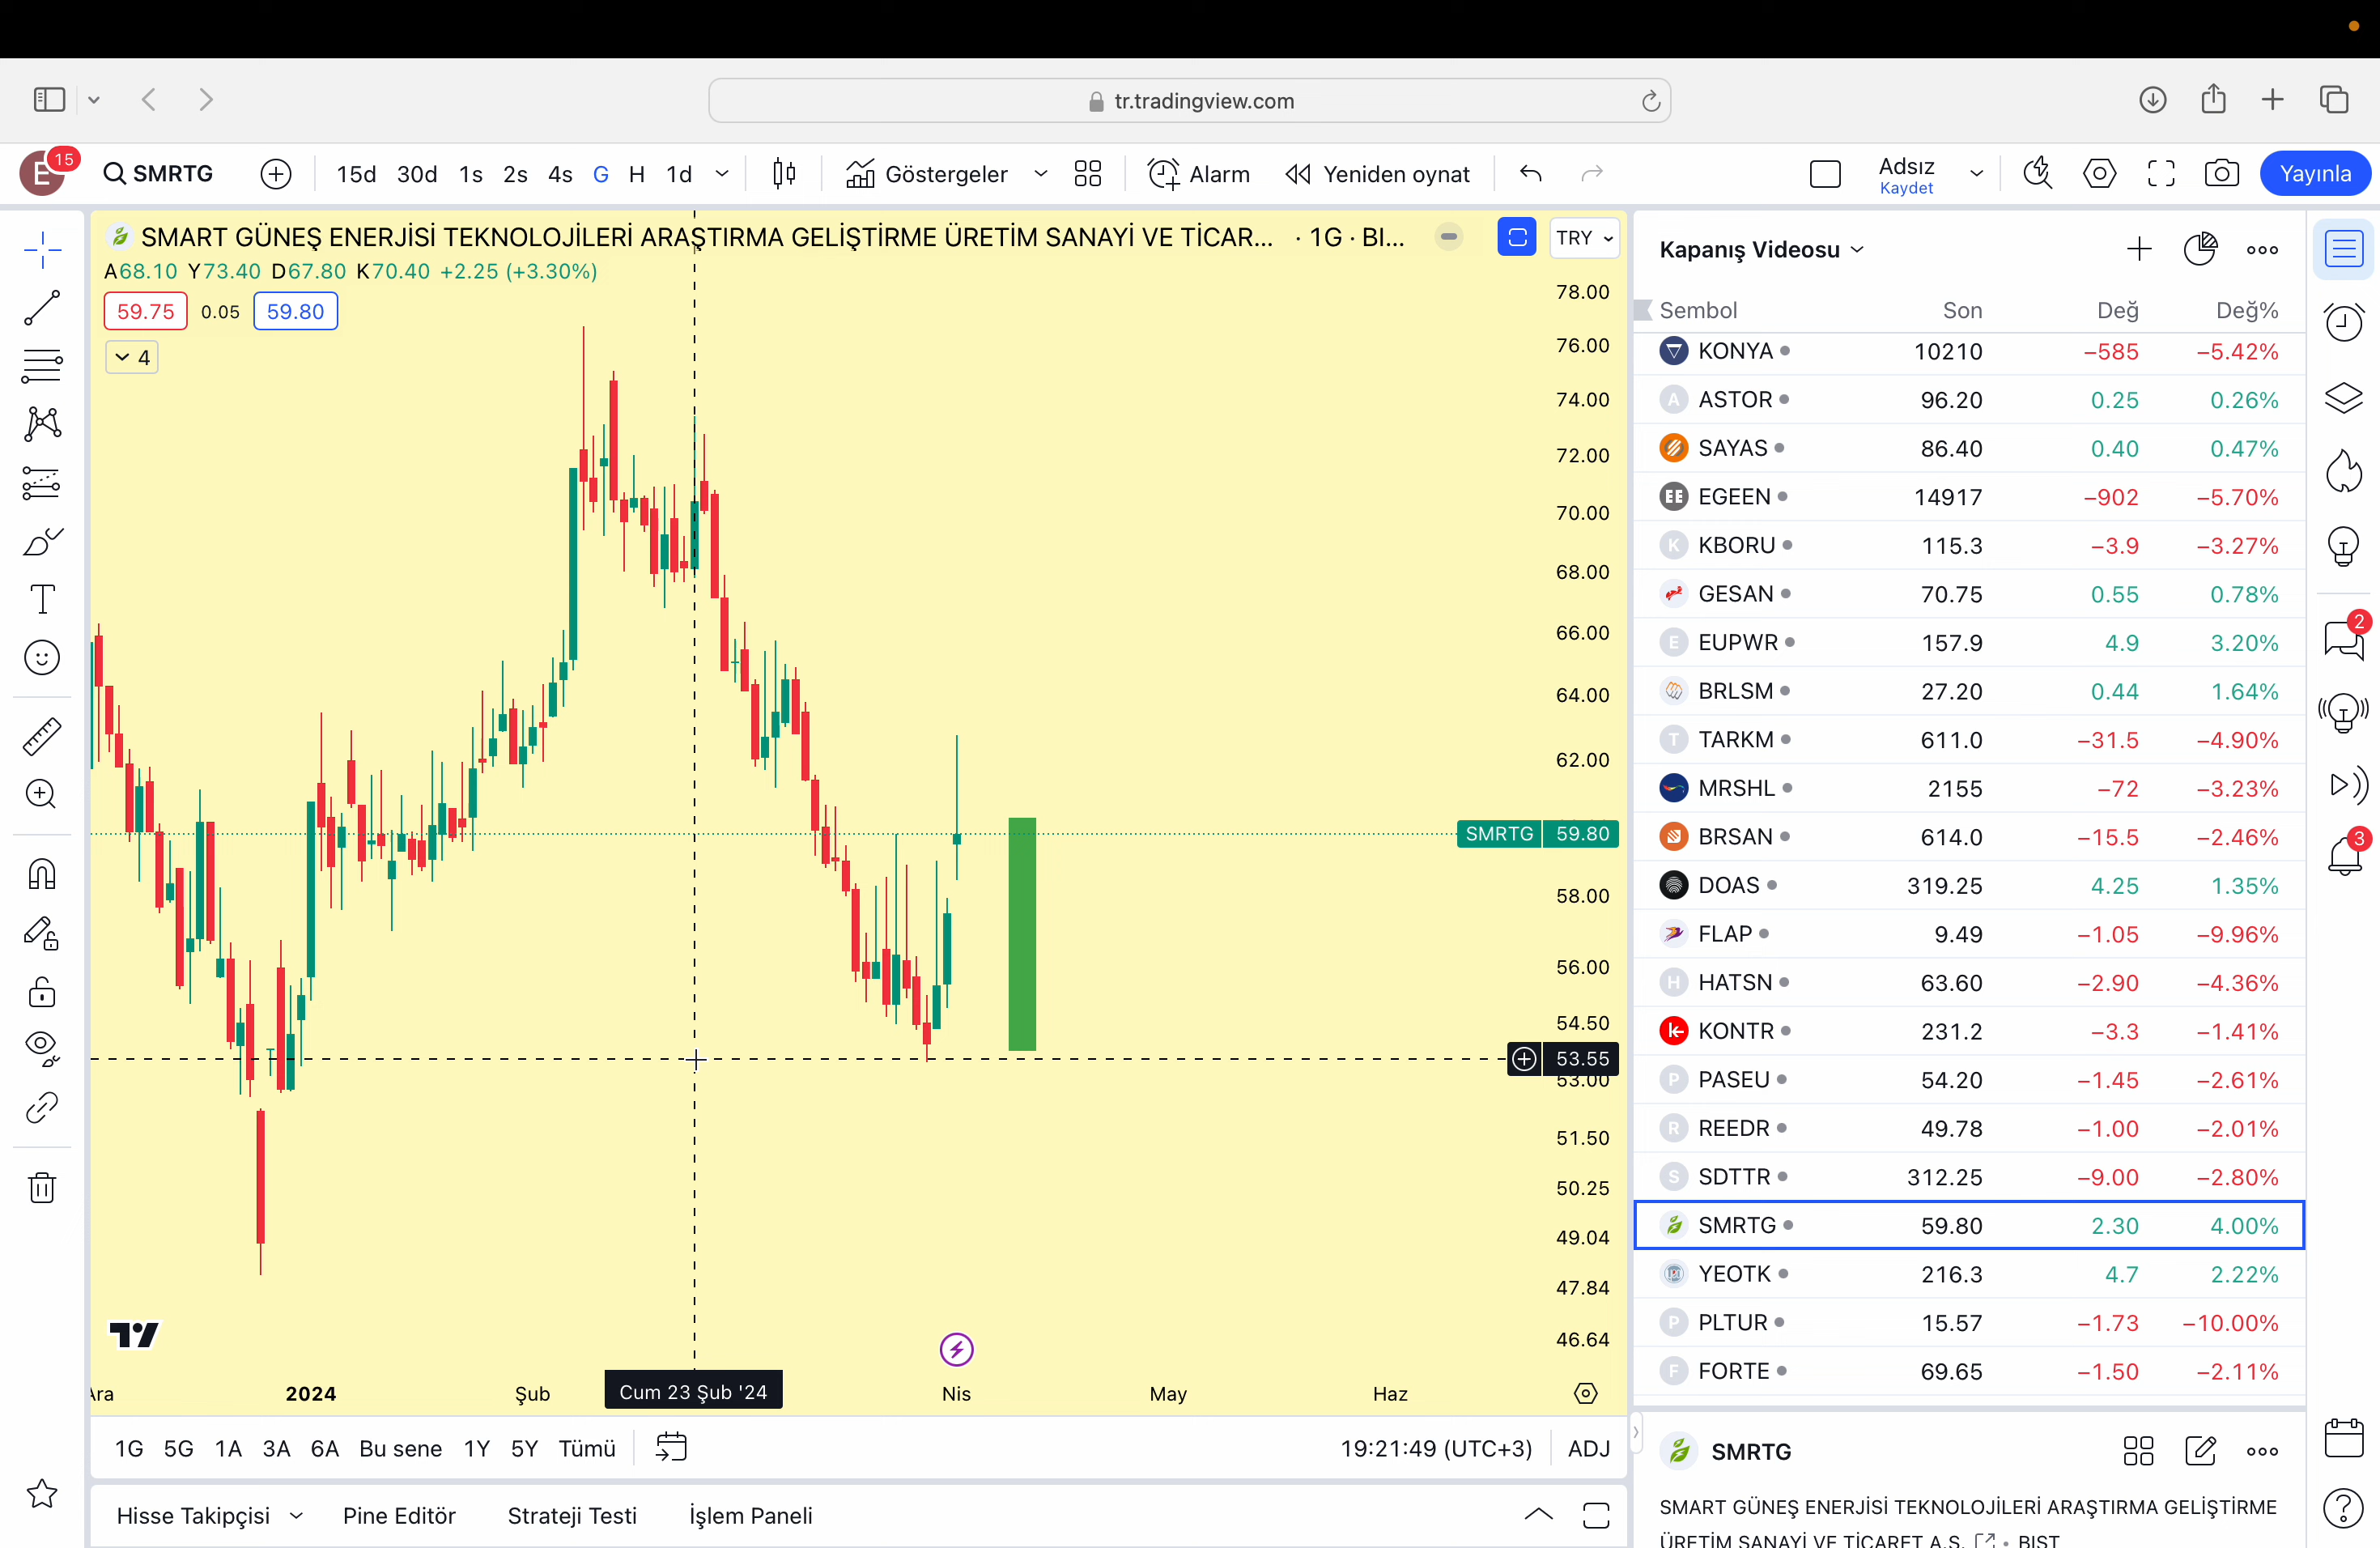 tr.tradingview.com
E 15 SMRTG 15d 30d 1s 2s 4s G H 1d Göstergeler Alarm Yeniden oynat Adsız Yayınla
Kaydet
SMART GÜNEŞ ENERJİSİ TEKNOLOJİLERİ ARAŞTIRMA GELİŞTİRME ÜRETİM SANAYİ VE TİCAR... · 1G · BI... TRY
A68.10 Y73.40 D67.80 K70.40 +2.25 (+3.30%)
59.75 0.05 59.80
4
78.00
76.00
74.00
72.00
70.00
68.00
66.00
64.00
62.00
SMRTG 59.80
58.00
56.00
54.50
53.55
53.00
51.50
50.25
49.04
47.84
46.64
Ara 2024 Şub Cum 23 Şub '24 Nis May Haz
1G 5G 1A 3A 6A Bu sene 1Y 5Y Tümü 19:21:49 (UTC+3) ADJ
Hisse Takipçisi Pine Editör Strateji Testi İşlem Paneli
Kapanış Videosu
Sembol Son Değ Değ%
KONYA 10210 −585 −5.42%
A ASTOR 96.20 0.25 0.26%
SAYAS 86.40 0.40 0.47%
EE EGEEN 14917 −902 −5.70%
K KBORU 115.3 −3.9 −3.27%
GESAN 70.75 0.55 0.78%
E EUPWR 157.9 4.9 3.20%
BRLSM 27.20 0.44 1.64%
T TARKM 611.0 −31.5 −4.90%
MRSHL 2155 −72 −3.23%
BRSAN 614.0 −15.5 −2.46%
DOAS 319.25 4.25 1.35%
FLAP 9.49 −1.05 −9.96%
H HATSN 63.60 −2.90 −4.36%
KONTR 231.2 −3.3 −1.41%
P PASEU 54.20 −1.45 −2.61%
R REEDR 49.78 −1.00 −2.01%
S SDTTR 312.25 −9.00 −2.80%
SMRTG 59.80 2.30 4.00%
YEOTK 216.3 4.7 2.22%
P PLTUR 15.57 −1.73 −10.00%
F FORTE 69.65 −1.50 −2.11%
SMRTG
SMART GÜNEŞ ENERJİSİ TEKNOLOJİLERİ ARAŞTIRMA GELİŞTİRME
ÜRETİM SANAYİ VE TİCARET A.S. • BIST
2
3